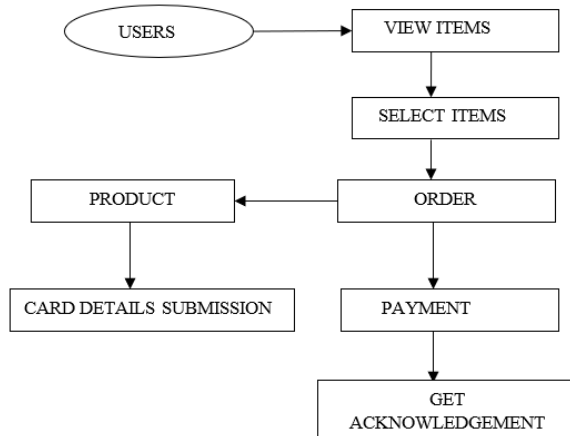 USERS
VIEW ITEMS
SELECT ITEMS
PRODUCT
ORDER
CARD DETAILS SUBMISSION
PAYMENT
GET
ACKNOWLEDGEMENT